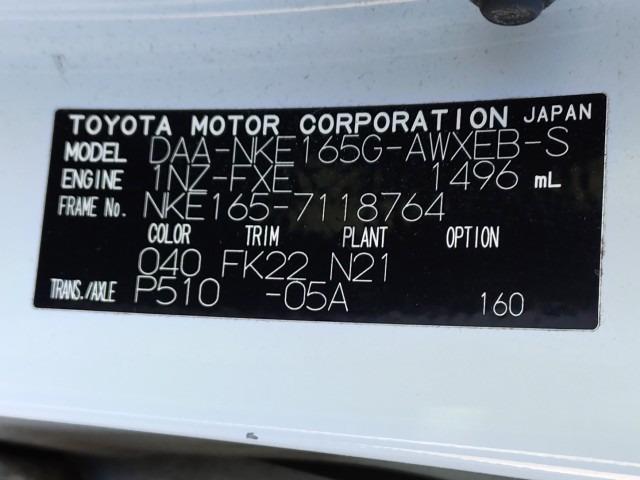 TOYOTA MOTOR CORPORATION JAPAN
MODEL DAA-NKE165G-AWXEB-S
ENGINE 1NZ-FXE 1496 mL
FRAME No. NKE165-7118764
COLOR TRIM PLANT OPTION
040 FK22 N21
TRANS./AXLE P510 -05A 160